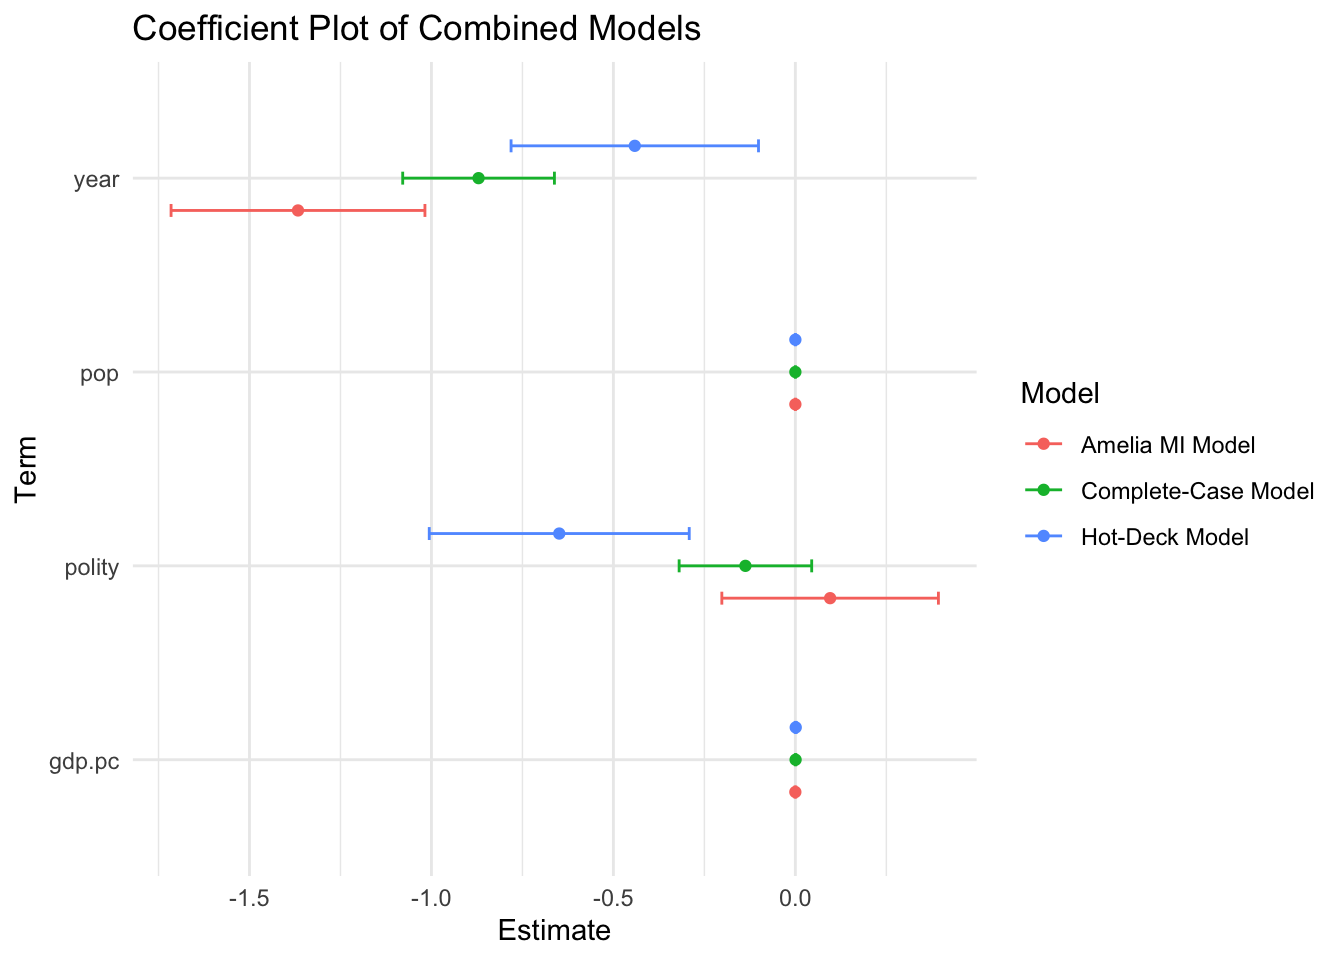 Coefficient Plot of Combined Models
Term
year
pop
polity
gdp.pc
-1.5
-1.0
-0.5
0.0
Estimate
Model
Amelia MI Model
Complete-Case Model
Hot-Deck Model